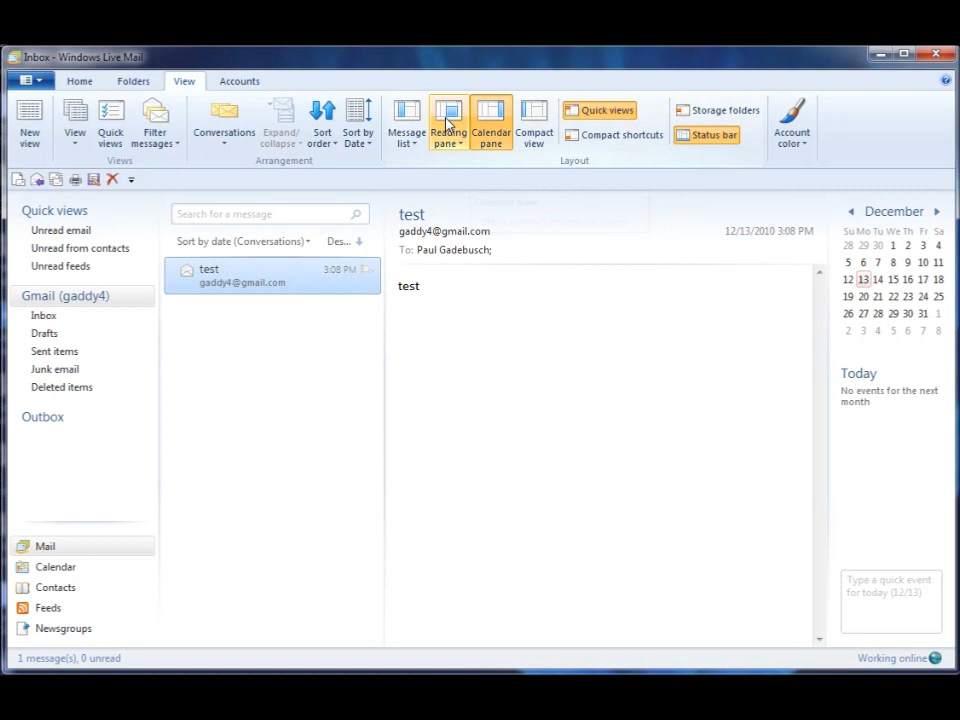 Inbox - Windows Live Mail
Home
Folders
View
Accounts
New view
View
Quick views
Filter messages
Views
Conversations
Expand/ collapse
Sort order
Sort by Date
Arrangement
Message list
Reading pane
Calendar pane
Compact view
Quick views
Compact shortcuts
Storage folders
Status bar
Layout
Account color
Quick views
Unread email
Unread from contacts
Unread feeds
Gmail (gaddy4)
Inbox
Drafts
Sent items
Junk email
Deleted items
Outbox
Mail
Calendar
Contacts
Feeds
Newsgroups
Search for a message
Sort by date (Conversations) Des...
test 3:08 PM
gaddy4@gmail.com
test
gaddy4@gmail.com 12/13/2010 3:08 PM
To: Paul Gadebusch;
test
December
Su Mo Tu We Th Fr Sa
28 29 30 1 2 3 4
5 6 7 8 9 10 11
12 13 14 15 16 17 18
19 20 21 22 23 24 25
26 27 28 29 30 31 1
2 3 4 5 6 7 8
Today
No events for the next
month
Type a quick event
for today (12/13)
1 message(s), 0 unread
Working online